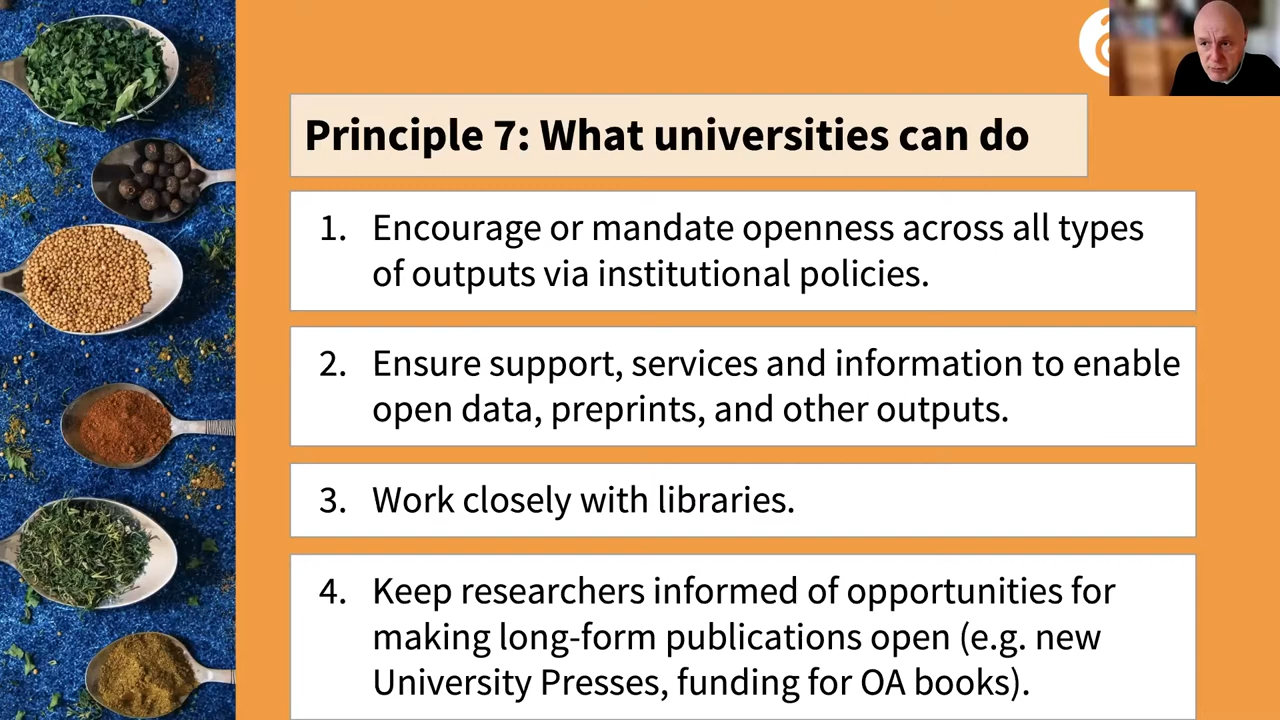 Principle 7: What universities can do
1. Encourage or mandate openness across all types
of outputs via institutional policies.
2. Ensure support, services and information to enable
open data, preprints, and other outputs.
3. Work closely with libraries.
4. Keep researchers informed of opportunities for
making long-form publications open (e.g. new
University Presses, funding for OA books).